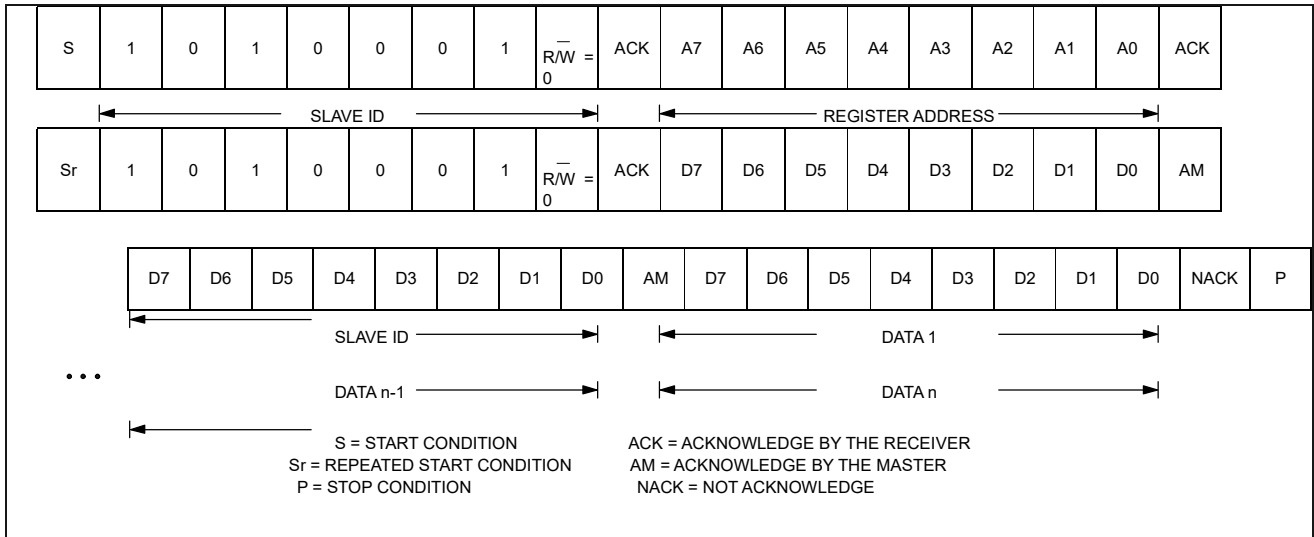 S 1 0 1 0 0 0 0 1 R/W̅ = 0 ACK A7 A6 A5 A4 A3 A2 A1 A0 ACK
SLAVE ID REGISTER ADDRESS
Sr 1 0 1 0 0 0 0 1 R/W̅ = 0 ACK D7 D6 D5 D4 D3 D2 D1 D0 AM
D7 D6 D5 D4 D3 D2 D1 D0 AM D7 D6 D5 D4 D3 D2 D1 D0 NACK P
SLAVE ID DATA 1
...
DATA n-1 DATA n
S = START CONDITION ACK = ACKNOWLEDGE BY THE RECEIVER
Sr = REPEATED START CONDITION AM = ACKNOWLEDGE BY THE MASTER
P = STOP CONDITION NACK = NOT ACKNOWLEDGE